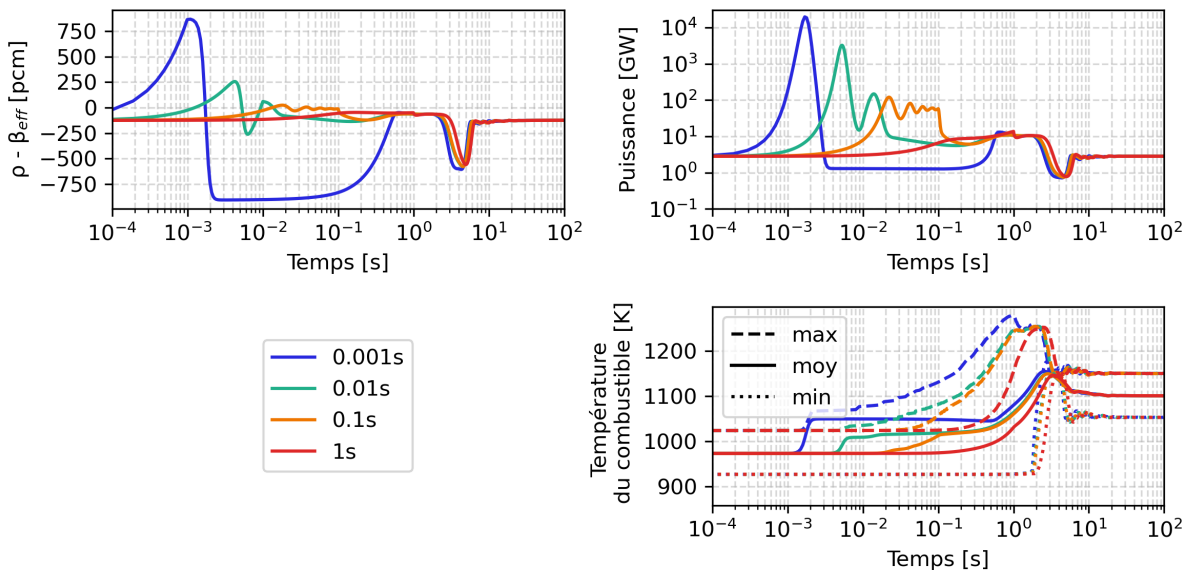 ρ - β_eff [pcm]
750
500
250
0
−250
−500
−750
10⁻⁴ 10⁻³ 10⁻² 10⁻¹ 10⁰ 10¹ 10²
Temps [s]
Puissance [GW]
10⁴
10³
10²
10¹
10⁰
10⁻¹
10⁻⁴ 10⁻³ 10⁻² 10⁻¹ 10⁰ 10¹ 10²
Temps [s]
0.001s
0.01s
0.1s
1s
Température
du combustible [K]
1200
1100
1000
900
max
moy
min
10⁻⁴ 10⁻³ 10⁻² 10⁻¹ 10⁰ 10¹ 10²
Temps [s]